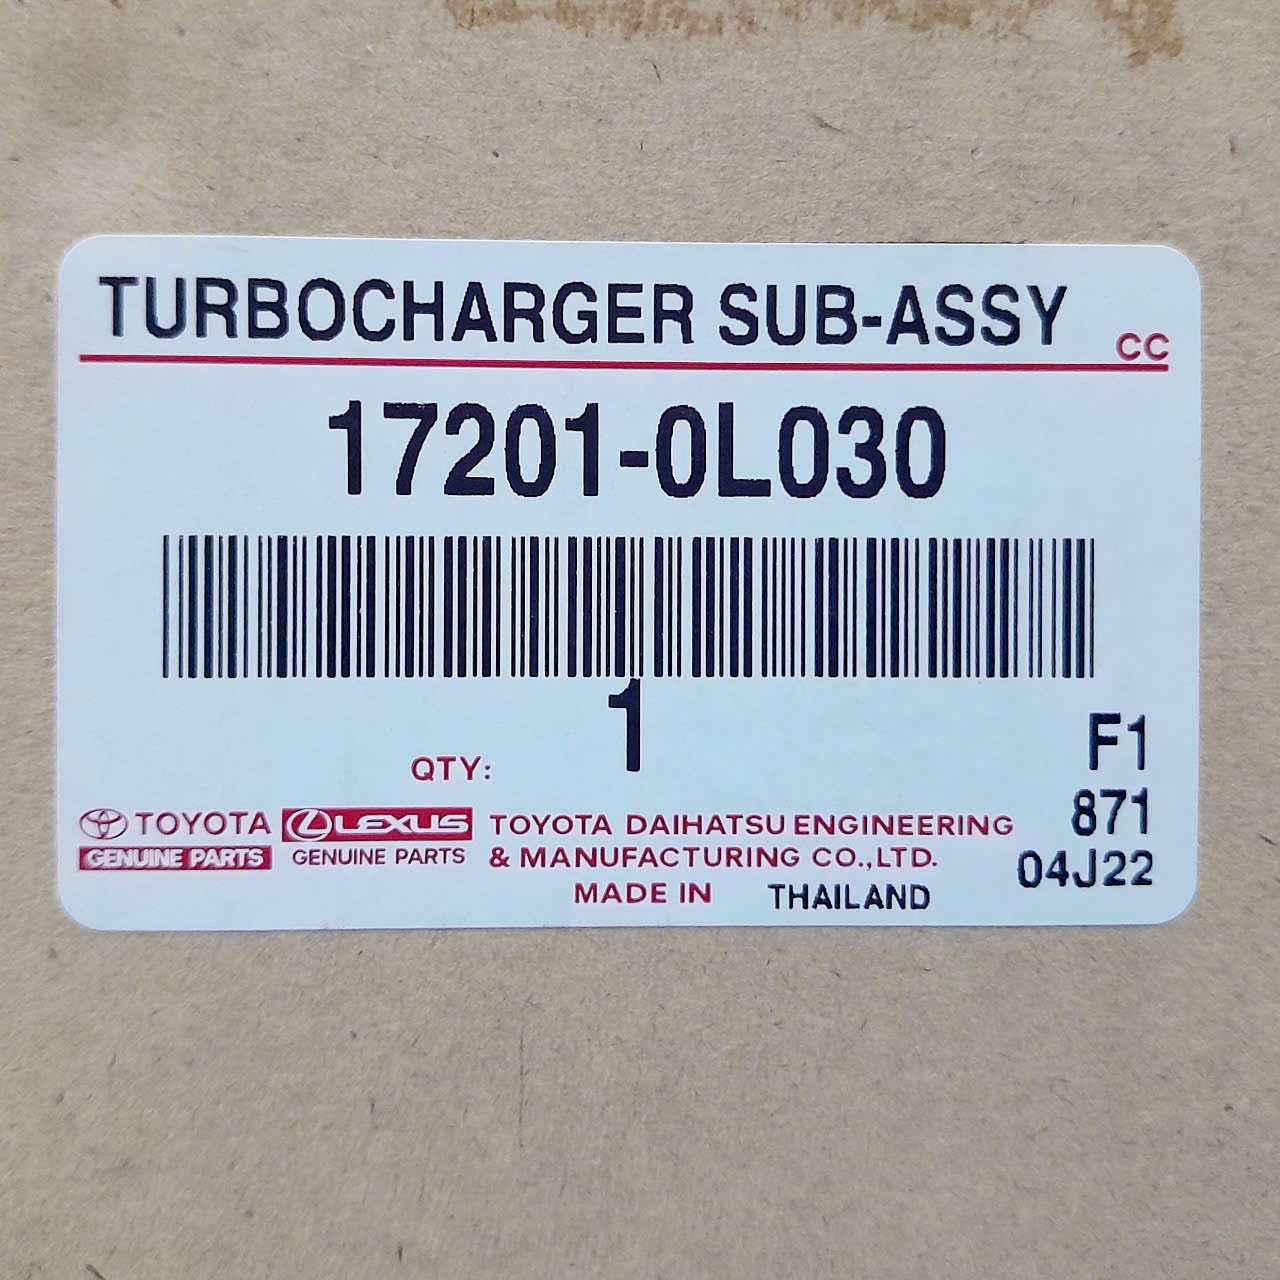 TURBOCHARGER SUB-ASSY
CC
17201-0L030
1
QTY:
F1
871
04J22
TOYOTA
GENUINE PARTS
LEXUS
GENUINE PARTS
TOYOTA DAIHATSU ENGINEERING
& MANUFACTURING CO.,LTD.
MADE IN THAILAND